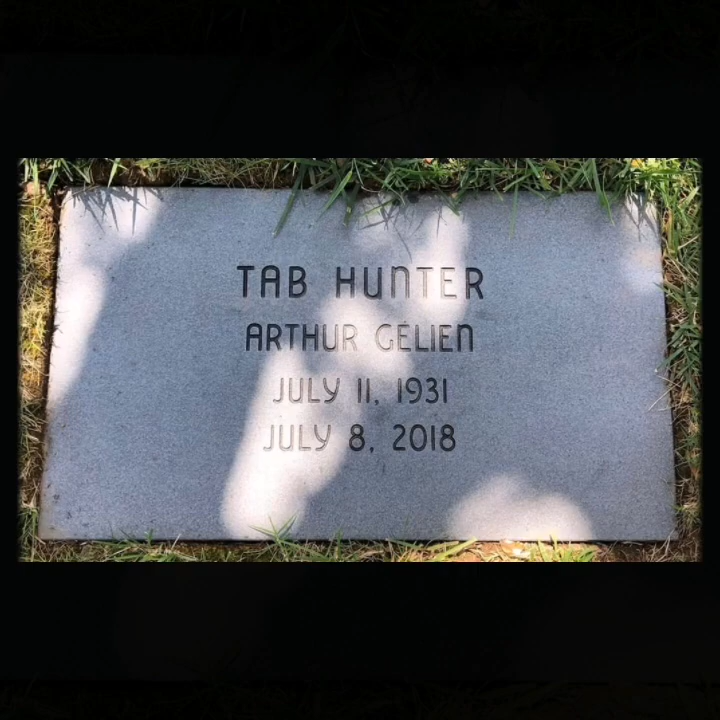 TAB HUNTER
ARTHUR GELIEN
JULY 11, 1931
JULY 8, 2018